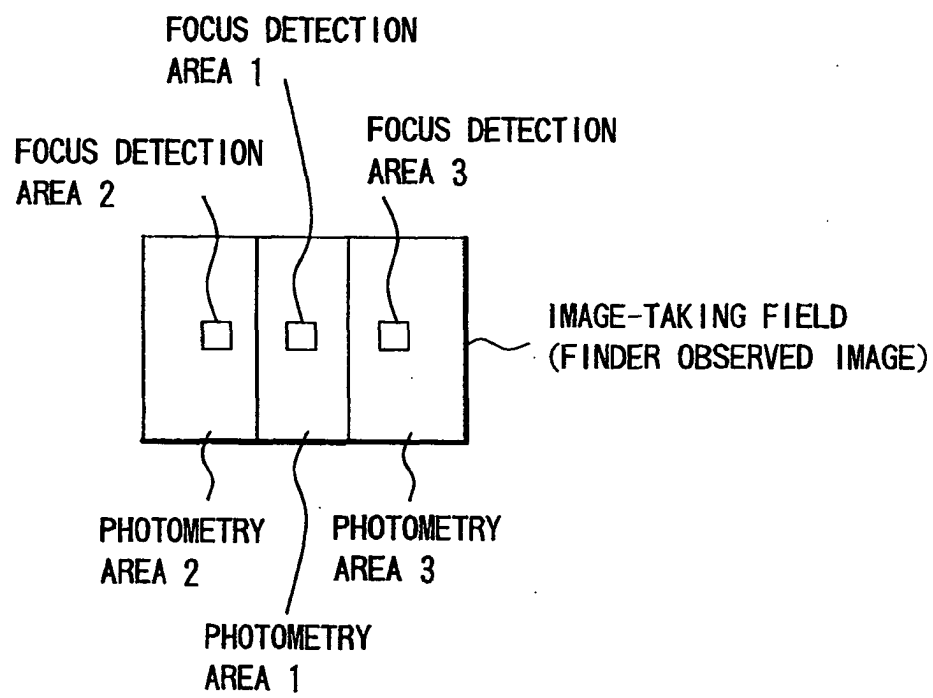 FOCUS DETECTION
AREA 1
FOCUS DETECTION
AREA 2
FOCUS DETECTION
AREA 3
IMAGE-TAKING FIELD
(FINDER OBSERVED IMAGE)
PHOTOMETRY
AREA 2
PHOTOMETRY
AREA 3
PHOTOMETRY
AREA 1